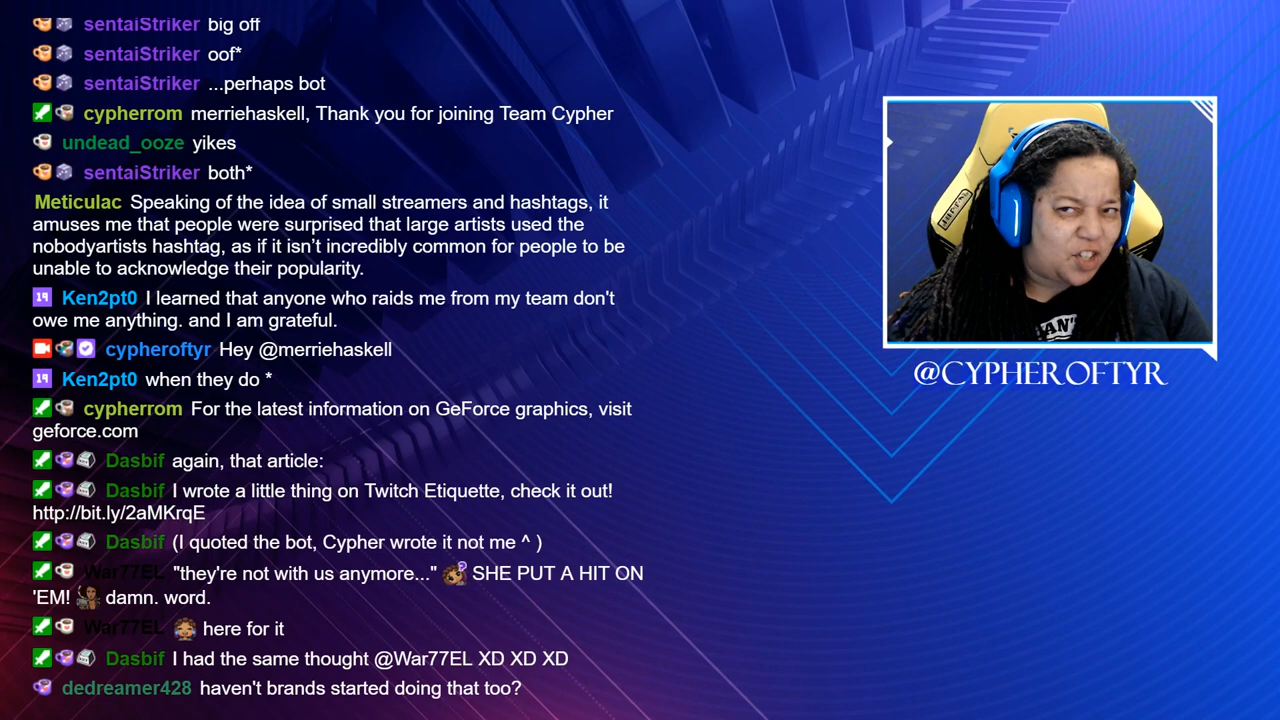 sentaiStriker big off
sentaiStriker oof*
sentaiStriker ...perhaps bot
cypherrom merriehaskell, Thank you for joining Team Cypher
undead_ooze yikes
sentaiStriker both*
Meticulac Speaking of the idea of small streamers and hashtags, it
amuses me that people were surprised that large artists used the
nobodyartists hashtag, as if it isn’t incredibly common for people to be
unable to acknowledge their popularity.
19 Ken2pt0 I learned that anyone who raids me from my team don't
owe me anything. and I am grateful.
cypheroftyr Hey @merriehaskell
19 Ken2pt0 when they do *
cypherrom For the latest information on GeForce graphics, visit
geforce.com
Dasbif again, that article:
Dasbif I wrote a little thing on Twitch Etiquette, check it out!
http://bit.ly/2aMKrqE
Dasbif (I quoted the bot, Cypher wrote it not me ^ )
War77EL "they're not with us anymore..." SHE PUT A HIT ON
'EM! damn. word.
War77EL here for it
Dasbif I had the same thought @War77EL XD XD XD
dedreamer428 haven't brands started doing that too?
AN"
@CYPHEROFTYR